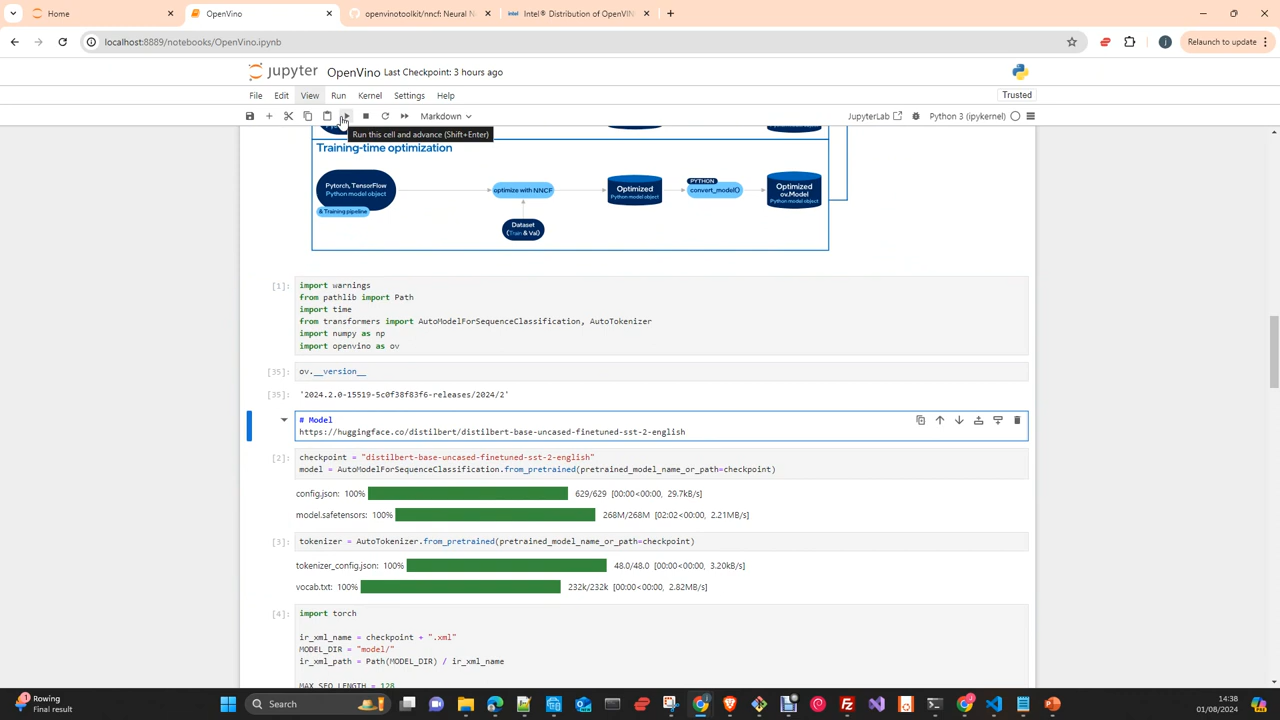 Home
OpenVino
openvinotoolkit/nncf: Neural N
Intel® Distribution of OpenVIN
localhost:8889/notebooks/OpenVino.ipynb
Relaunch to update
jupyter OpenVino Last Checkpoint: 3 hours ago
File Edit View Run Kernel Settings Help
Trusted
Markdown
JupyterLab
Python 3 (ipykernel)
Run this cell and advance (Shift+Enter)
Training-time optimization
Pytorch, TensorFlow
Python model object
& Training pipeline
optimize with NNCF
Dataset
(Train & Val)
Optimized
Python model object
PYTHON
convert_model()
Optimized
ov.Model
Python model object
[1]:
import warnings
from pathlib import Path
import time
from transformers import AutoModelForSequenceClassification, AutoTokenizer
import numpy as np
import openvino as ov
[35]: ov.__version__
[35]: '2024.2.0-15519-5c0f38f83f6-releases/2024/2'
# Model
https://huggingface.co/distilbert/distilbert-base-uncased-finetuned-sst-2-english
[2]: checkpoint = "distilbert-base-uncased-finetuned-sst-2-english"
model = AutoModelForSequenceClassification.from_pretrained(pretrained_model_name_or_path=checkpoint)
config.json: 100% 629/629 [00:00<00:00, 29.7kB/s]
model.safetensors: 100% 268M/268M [02:02<00:00, 2.21MB/s]
[3]: tokenizer = AutoTokenizer.from_pretrained(pretrained_model_name_or_path=checkpoint)
tokenizer_config.json: 100% 48.0/48.0 [00:00<00:00, 3.20kB/s]
vocab.txt: 100% 232k/232k [00:00<00:00, 2.82MB/s]
[4]: import torch
ir_xml_name = checkpoint + ".xml"
MODEL_DIR = "model/"
ir_xml_path = Path(MODEL_DIR) / ir_xml_name
MAX_SEQ_LENGTH = 128
Rowing
Final result
Search
14:38
01/08/2024